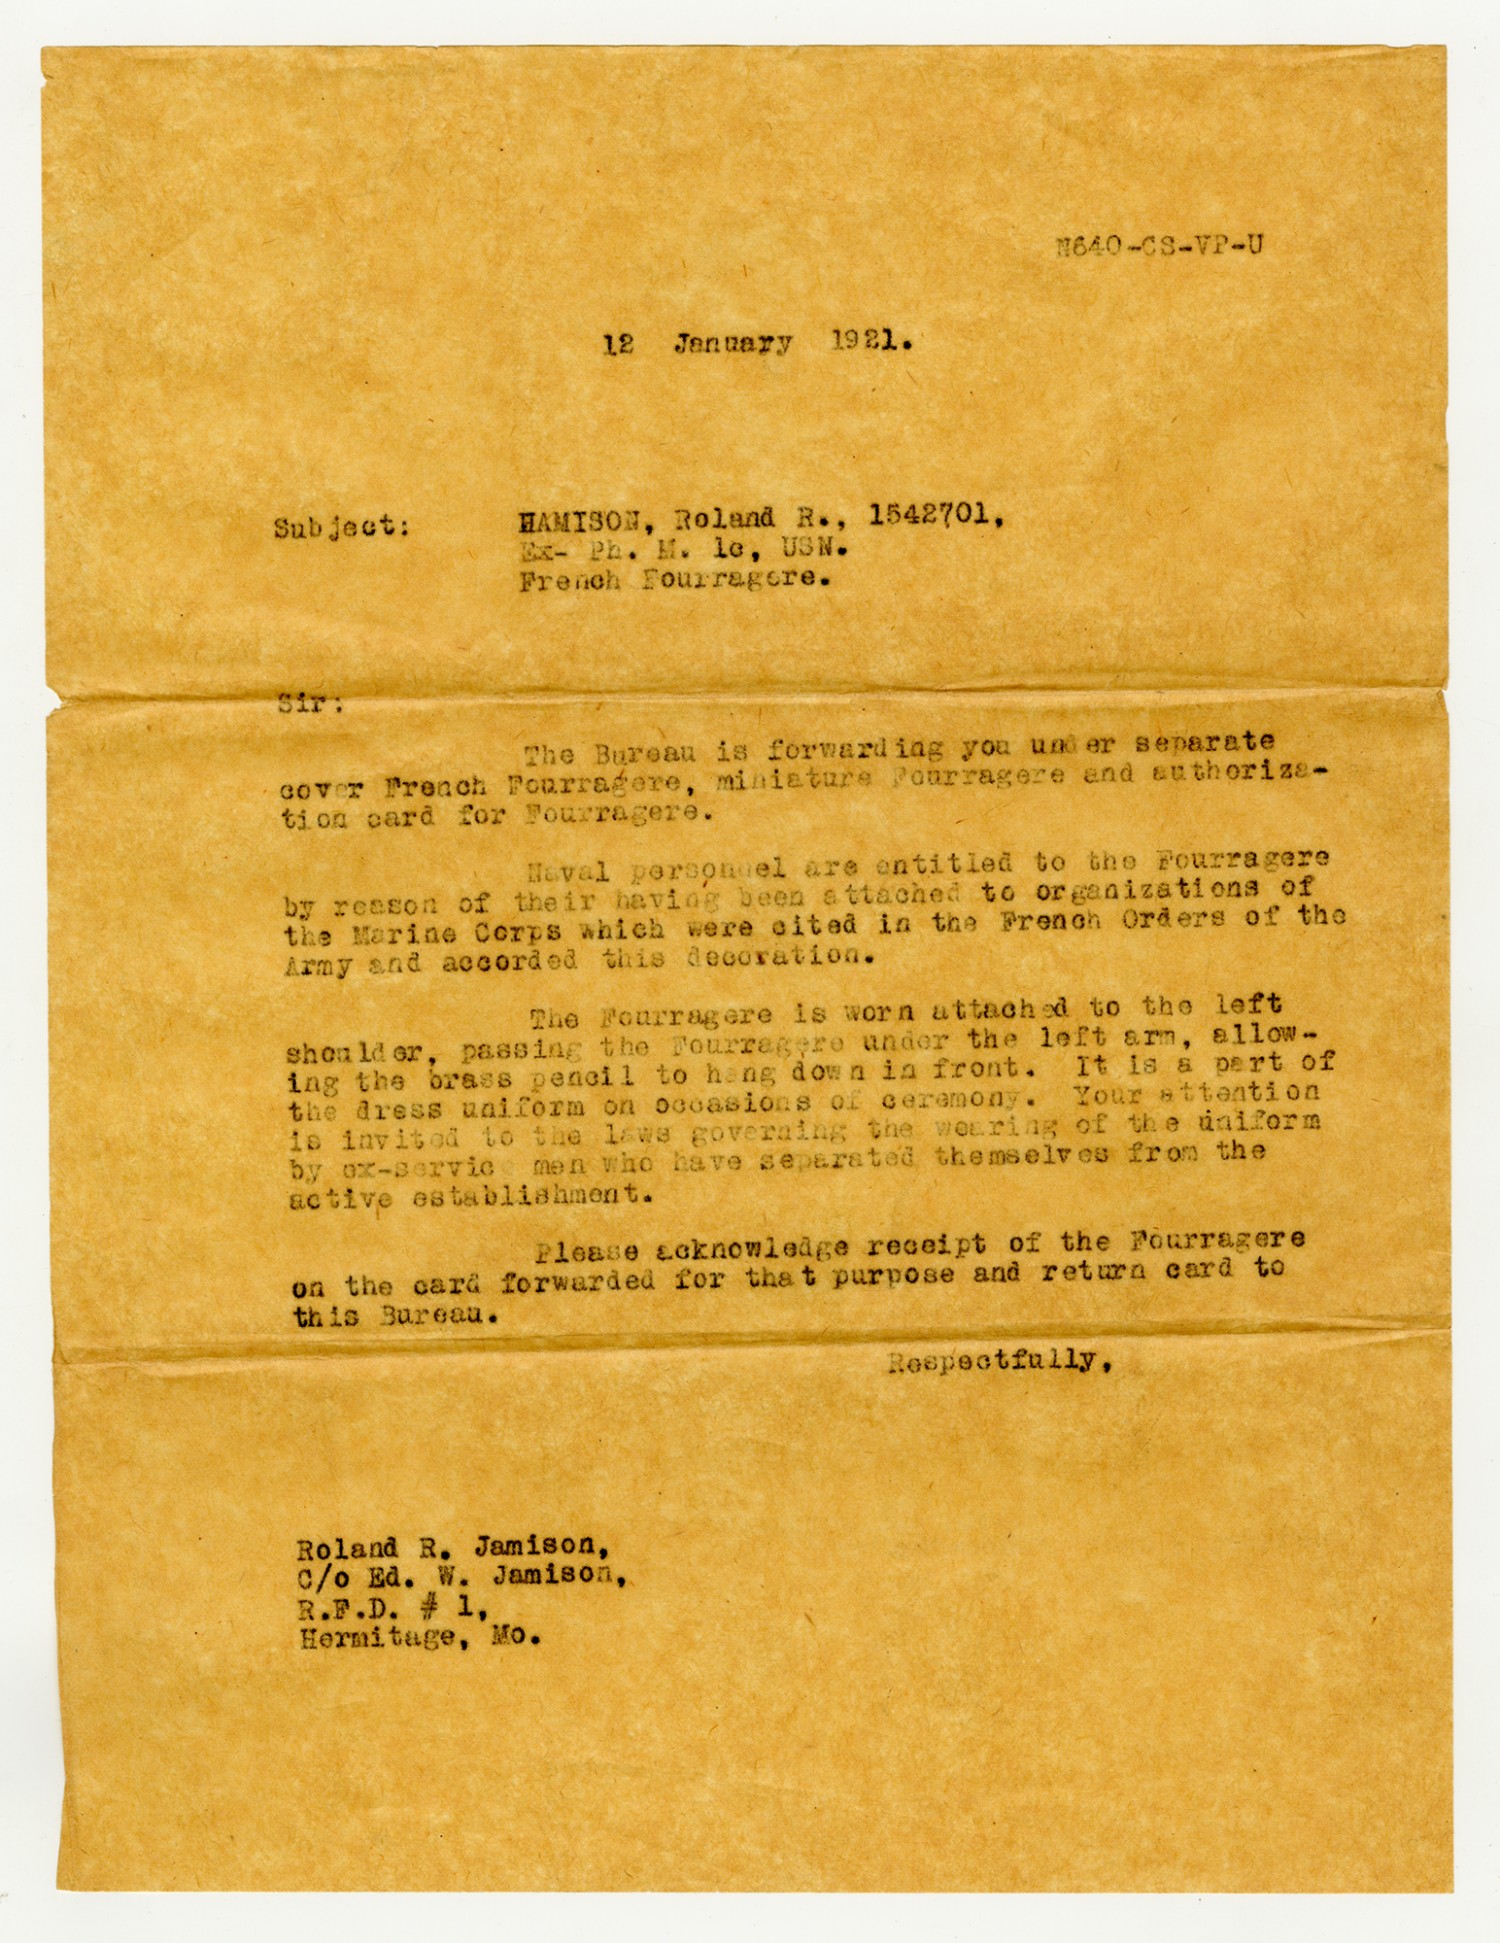 N640-CS-VP-U
12 January 1921.
Subject: HAMISON, Roland R., 1542701,
Ex- Ph. M. 1c, USN.
French Fourragere.
Sir:
The Bureau is forwarding you under separate
cover French Fourragere, miniature Fourragere and authoriza-
tion card for Fourragere.
Naval personnel are entitled to the Fourragere
by reason of their having been attached to organizations of
the Marine Corps which were cited in the French Orders of the
Army and accorded this decoration.
The Fourragere is worn attached to the left
shoulder, passing the Fourragere under the left arm, allow-
ing the brass pencil to hang down in front. It is a part of
the dress uniform on occasions of ceremony. Your attention
is invited to the laws governing the wearing of the uniform
by ex-service men who have separated themselves from the
active establishment.
Please acknowledge receipt of the Fourragere
on the card forwarded for that purpose and return card to
this Bureau.
Respectfully,
Roland R. Jamison,
C/o Ed. W. Jamison,
R.F.D. # 1,
Hermitage, Mo.